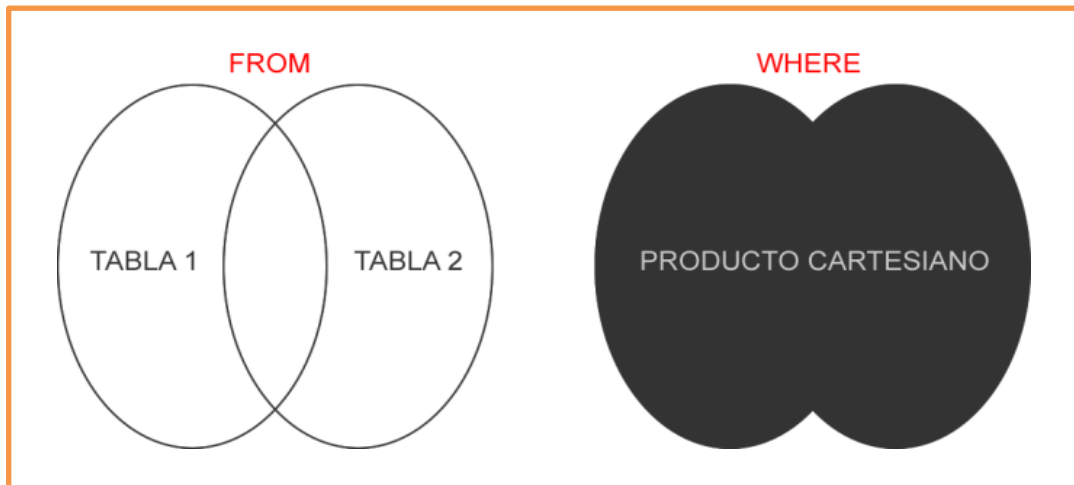 FROM
WHERE
TABLA 1
TABLA 2
PRODUCTO CARTESIANO